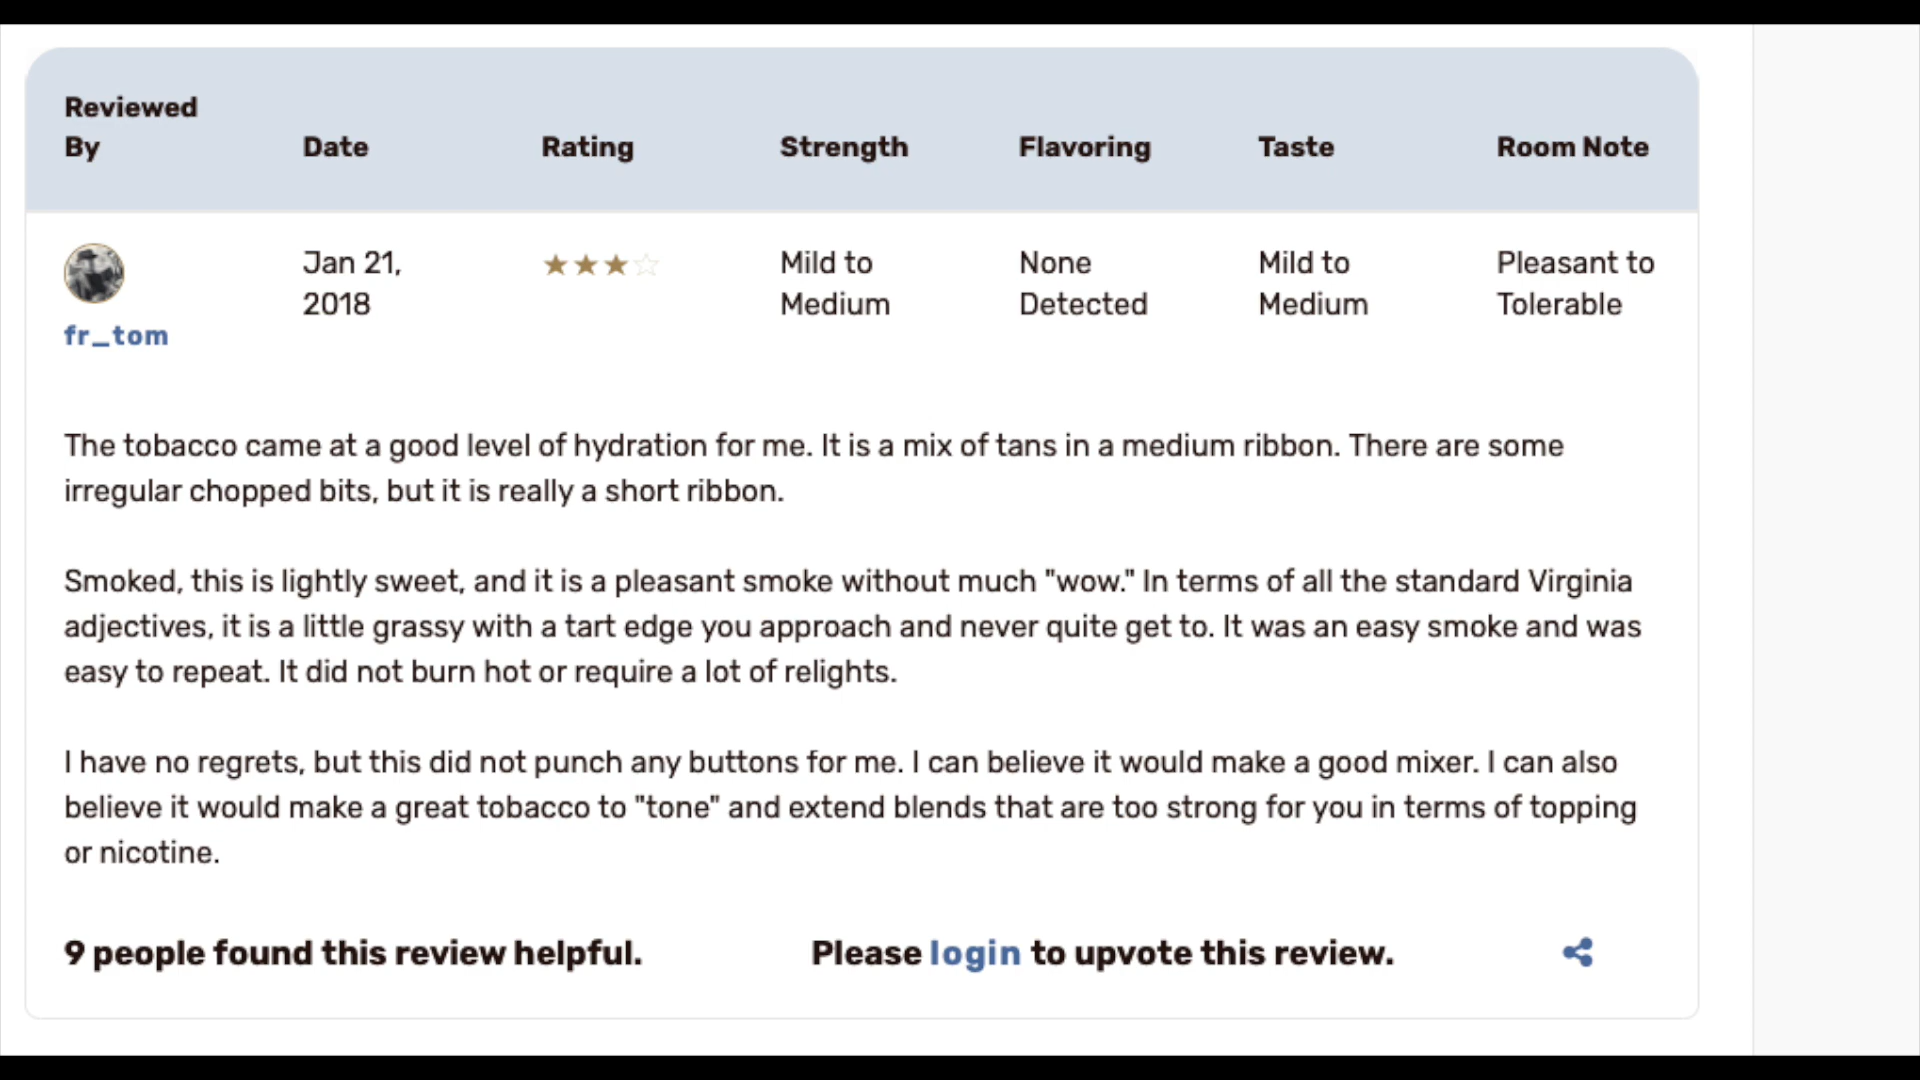 Reviewed By Date Rating Strength Flavoring Taste Room Note
fr_tom Jan 21, 2018 Mild to Medium None Detected Mild to Medium Pleasant to Tolerable
The tobacco came at a good level of hydration for me. It is a mix of tans in a medium ribbon. There are some
irregular chopped bits, but it is really a short ribbon.
Smoked, this is lightly sweet, and it is a pleasant smoke without much "wow." In terms of all the standard Virginia
adjectives, it is a little grassy with a tart edge you approach and never quite get to. It was an easy smoke and was
easy to repeat. It did not burn hot or require a lot of relights.
I have no regrets, but this did not punch any buttons for me. I can believe it would make a good mixer. I can also
believe it would make a great tobacco to "tone" and extend blends that are too strong for you in terms of topping
or nicotine.
9 people found this review helpful. Please login to upvote this review.